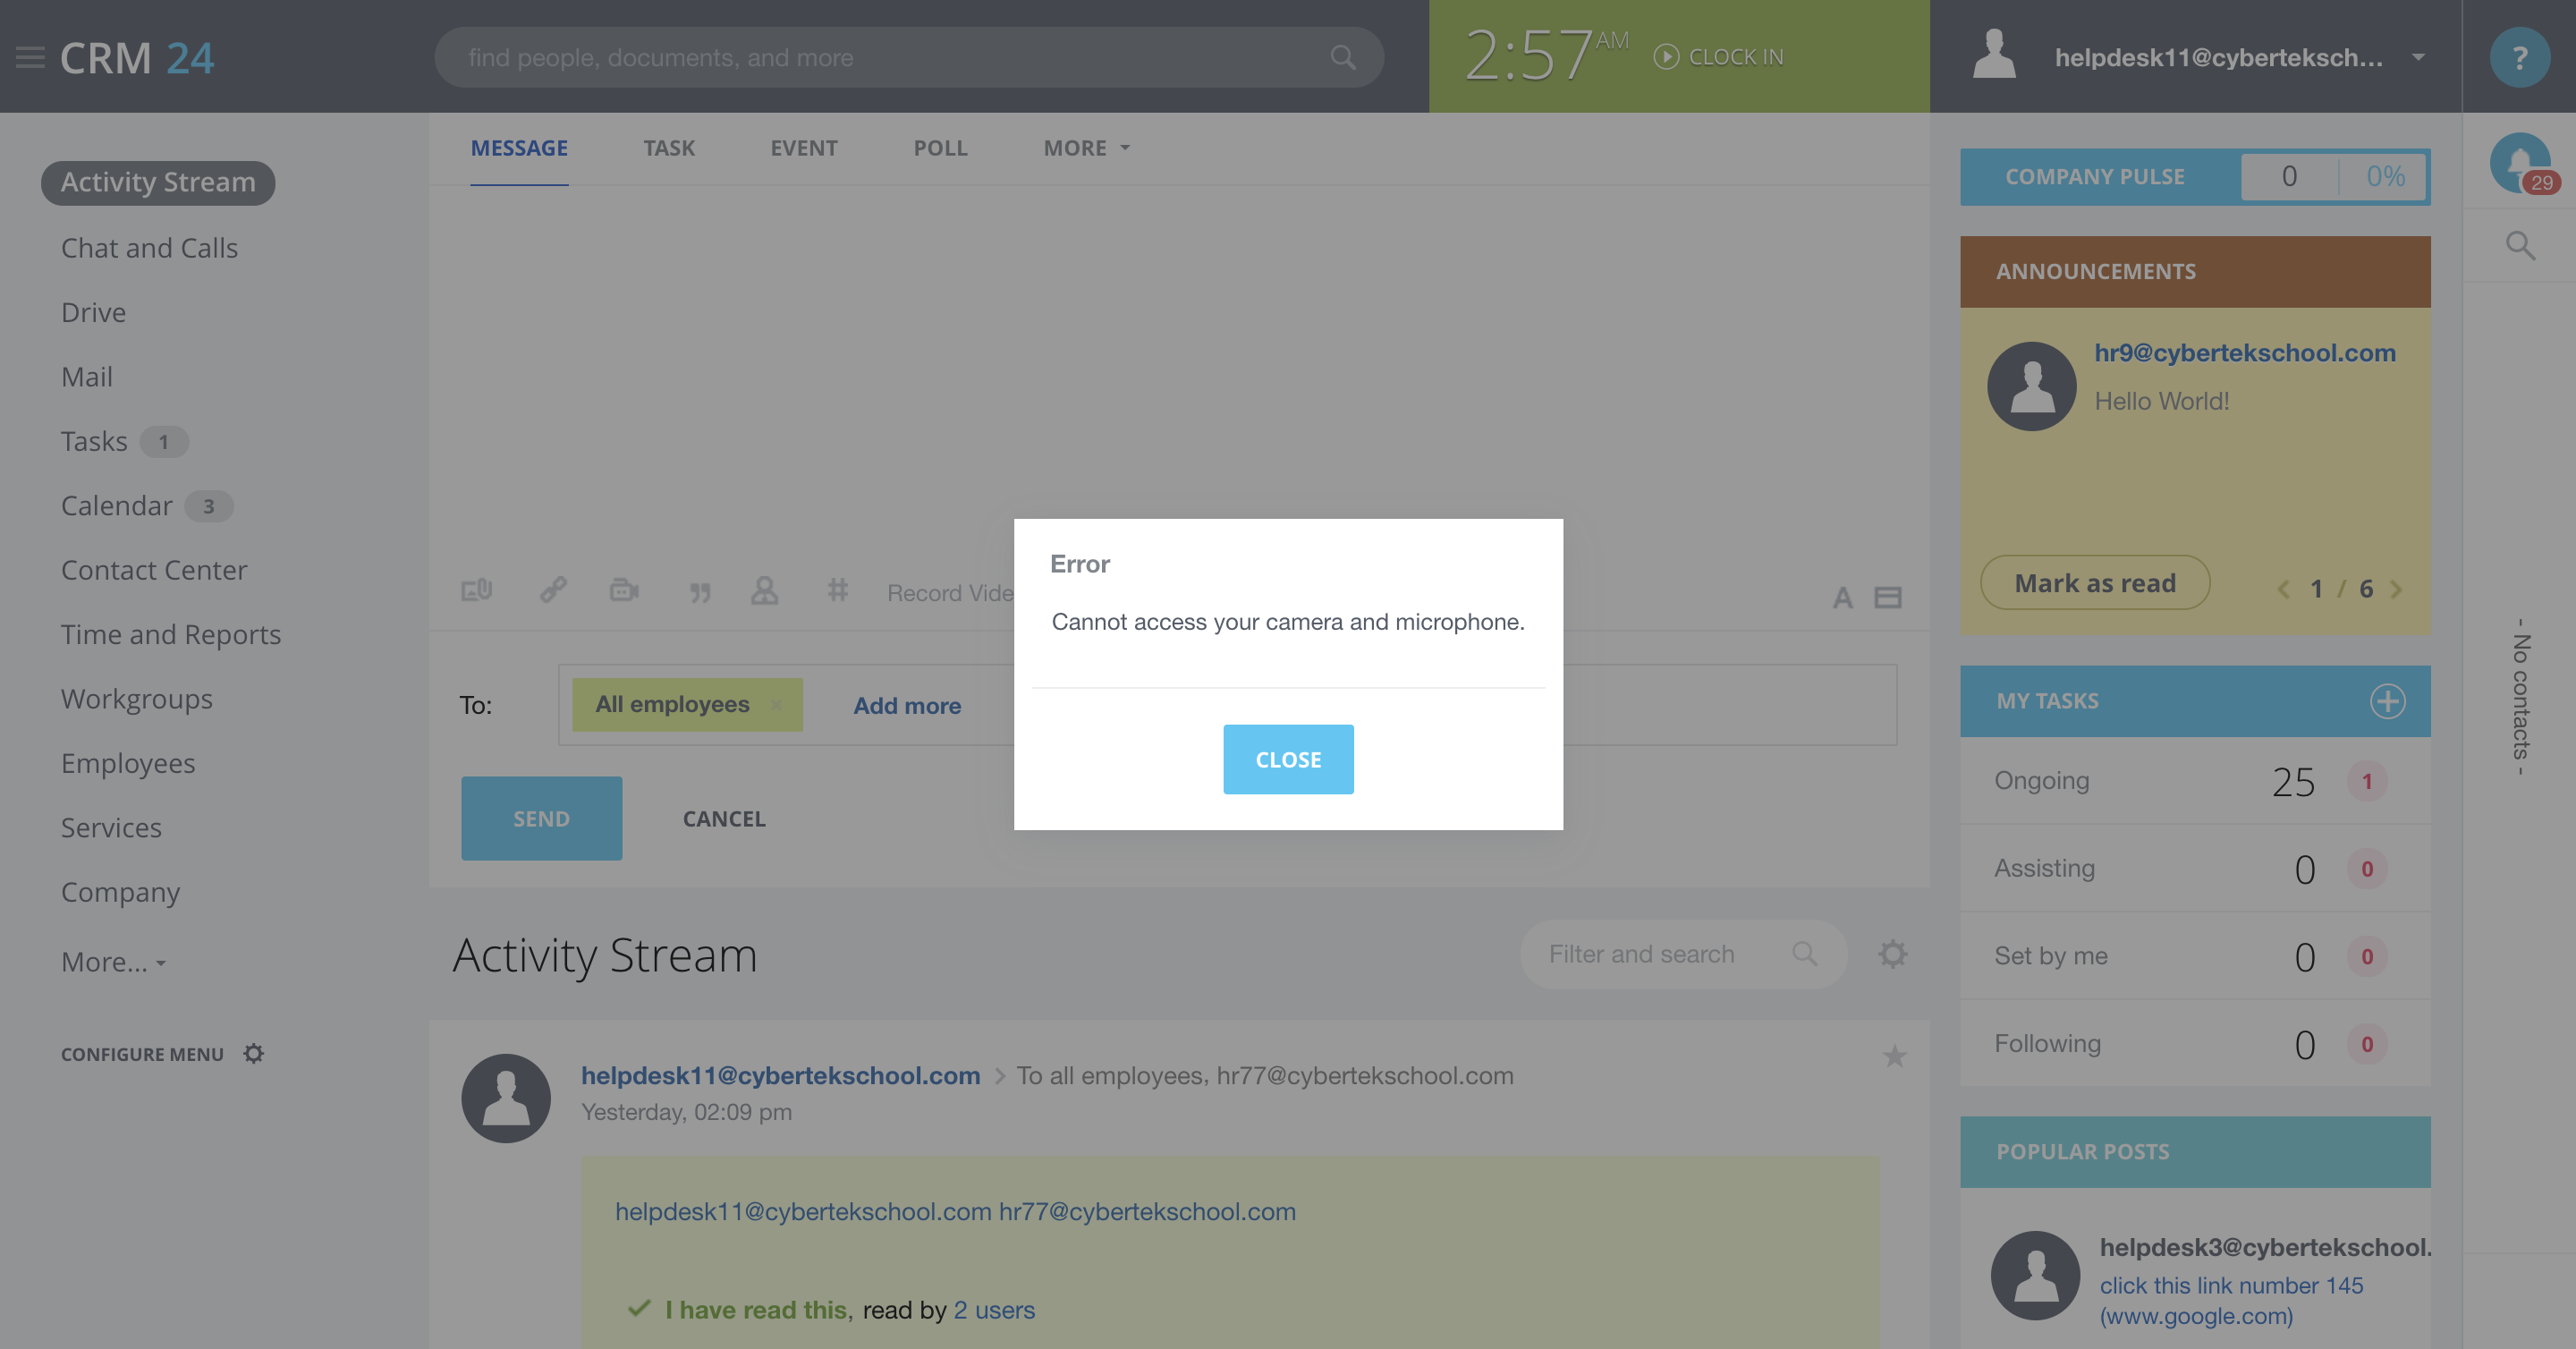 CRM 24
find people, documents, and more
2:57 AM
CLOCK IN
helpdesk11@cyberteksch...
?
Activity Stream
Chat and Calls
Drive
Mail
Tasks 1
Calendar 3
Contact Center
Time and Reports
Workgroups
Employees
Services
Company
More...
CONFIGURE MENU
MESSAGE TASK EVENT POLL MORE
Record Vide
A
To: All employees × Add more
SEND CANCEL
Error
Cannot access your camera and microphone.
CLOSE
Activity Stream
Filter and search
helpdesk11@cybertekschool.com > To all employees, hr77@cybertekschool.com
Yesterday, 02:09 pm
helpdesk11@cybertekschool.com hr77@cybertekschool.com
I have read this, read by 2 users
COMPANY PULSE 0 0%
ANNOUNCEMENTS
hr9@cybertekschool.com
Hello World!
Mark as read
1 / 6
MY TASKS
Ongoing 25 1
Assisting 0 0
Set by me 0 0
Following 0 0
POPULAR POSTS
helpdesk3@cybertekschool.
click this link number 145
(www.google.com)
29
- No contacts -